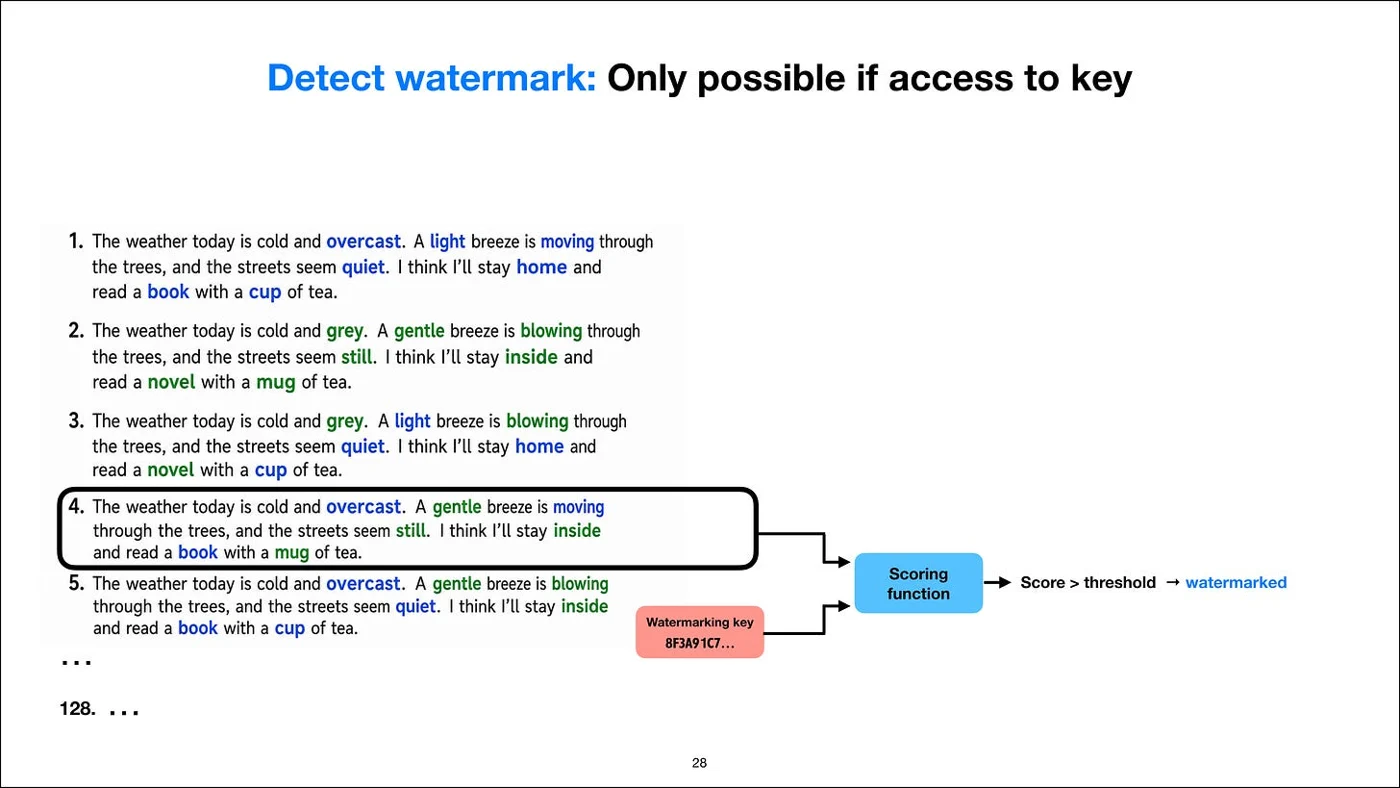 Detect watermark: Only possible if access to key
1. The weather today is cold and overcast. A light breeze is moving through
the trees, and the streets seem quiet. I think I'll stay home and
read a book with a cup of tea.
2. The weather today is cold and grey. A gentle breeze is blowing through
the trees, and the streets seem still. I think I'll stay inside and
read a novel with a mug of tea.
3. The weather today is cold and grey. A light breeze is blowing through
the trees, and the streets seem quiet. I think I'll stay home and
read a novel with a cup of tea.
4. The weather today is cold and overcast. A gentle breeze is moving
through the trees, and the streets seem still. I think I'll stay inside
and read a book with a mug of tea.
5. The weather today is cold and overcast. A gentle breeze is blowing
through the trees, and the streets seem quiet. I think I'll stay inside
and read a book with a cup of tea.
...
128. ...
Watermarking key
8F3A91C7...
Scoring
function
Score > threshold → watermarked
28